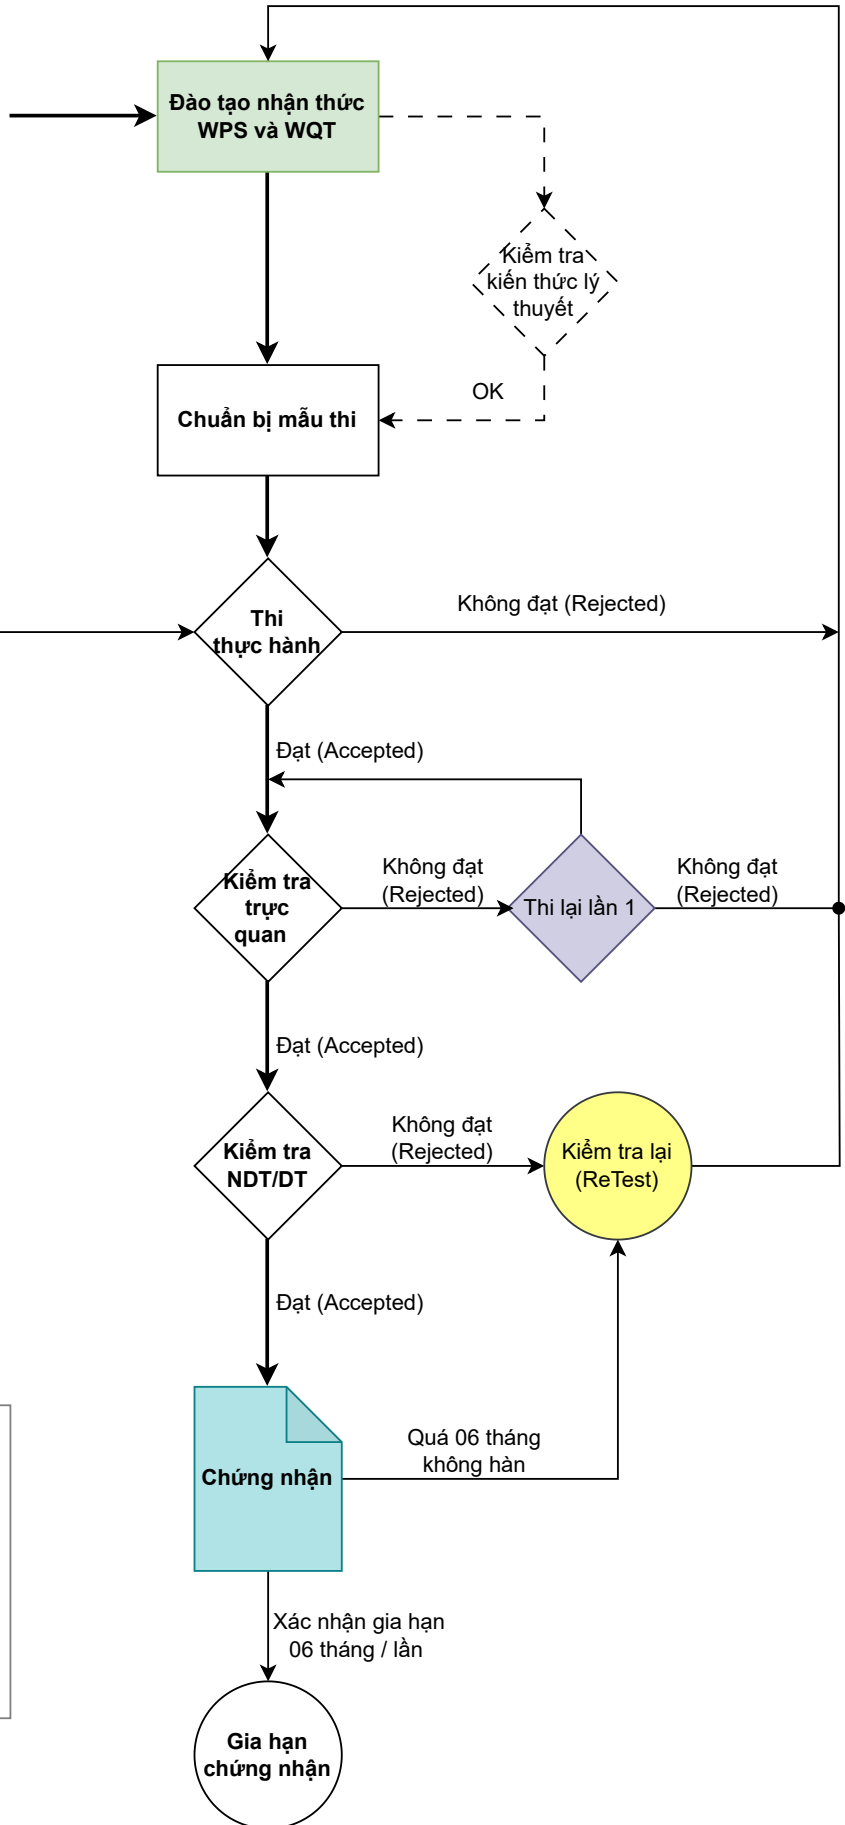 Đào tạo nhận thức
WPS và WQT
Kiểm tra
kiến thức lý
thuyết
OK
Chuẩn bị mẫu thi
Thi
thực hành
Không đạt (Rejected)
Đạt (Accepted)
Kiểm tra
trực
quan
Không đạt
(Rejected)
Thi lại lần 1
Không đạt
(Rejected)
Đạt (Accepted)
Kiểm tra
NDT/DT
Không đạt
(Rejected)
Kiểm tra lại
(ReTest)
Đạt (Accepted)
Chứng nhận
Quá 06 tháng
không hàn
Xác nhận gia hạn
06 tháng / lần
Gia hạn
chứng nhận